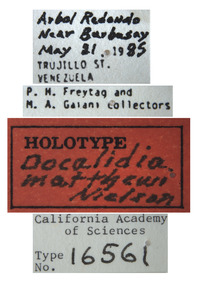 Arbol Redondo
Near Barbasay
May 21, 1985
TRUJILLO ST.
VENEZUELA
P. H. Freytag and
M. A. Gaiani collectors
HOLOTYPE
Docalidia
matthewi
Nielson
California Academy
of Sciences
Type
No. 16561